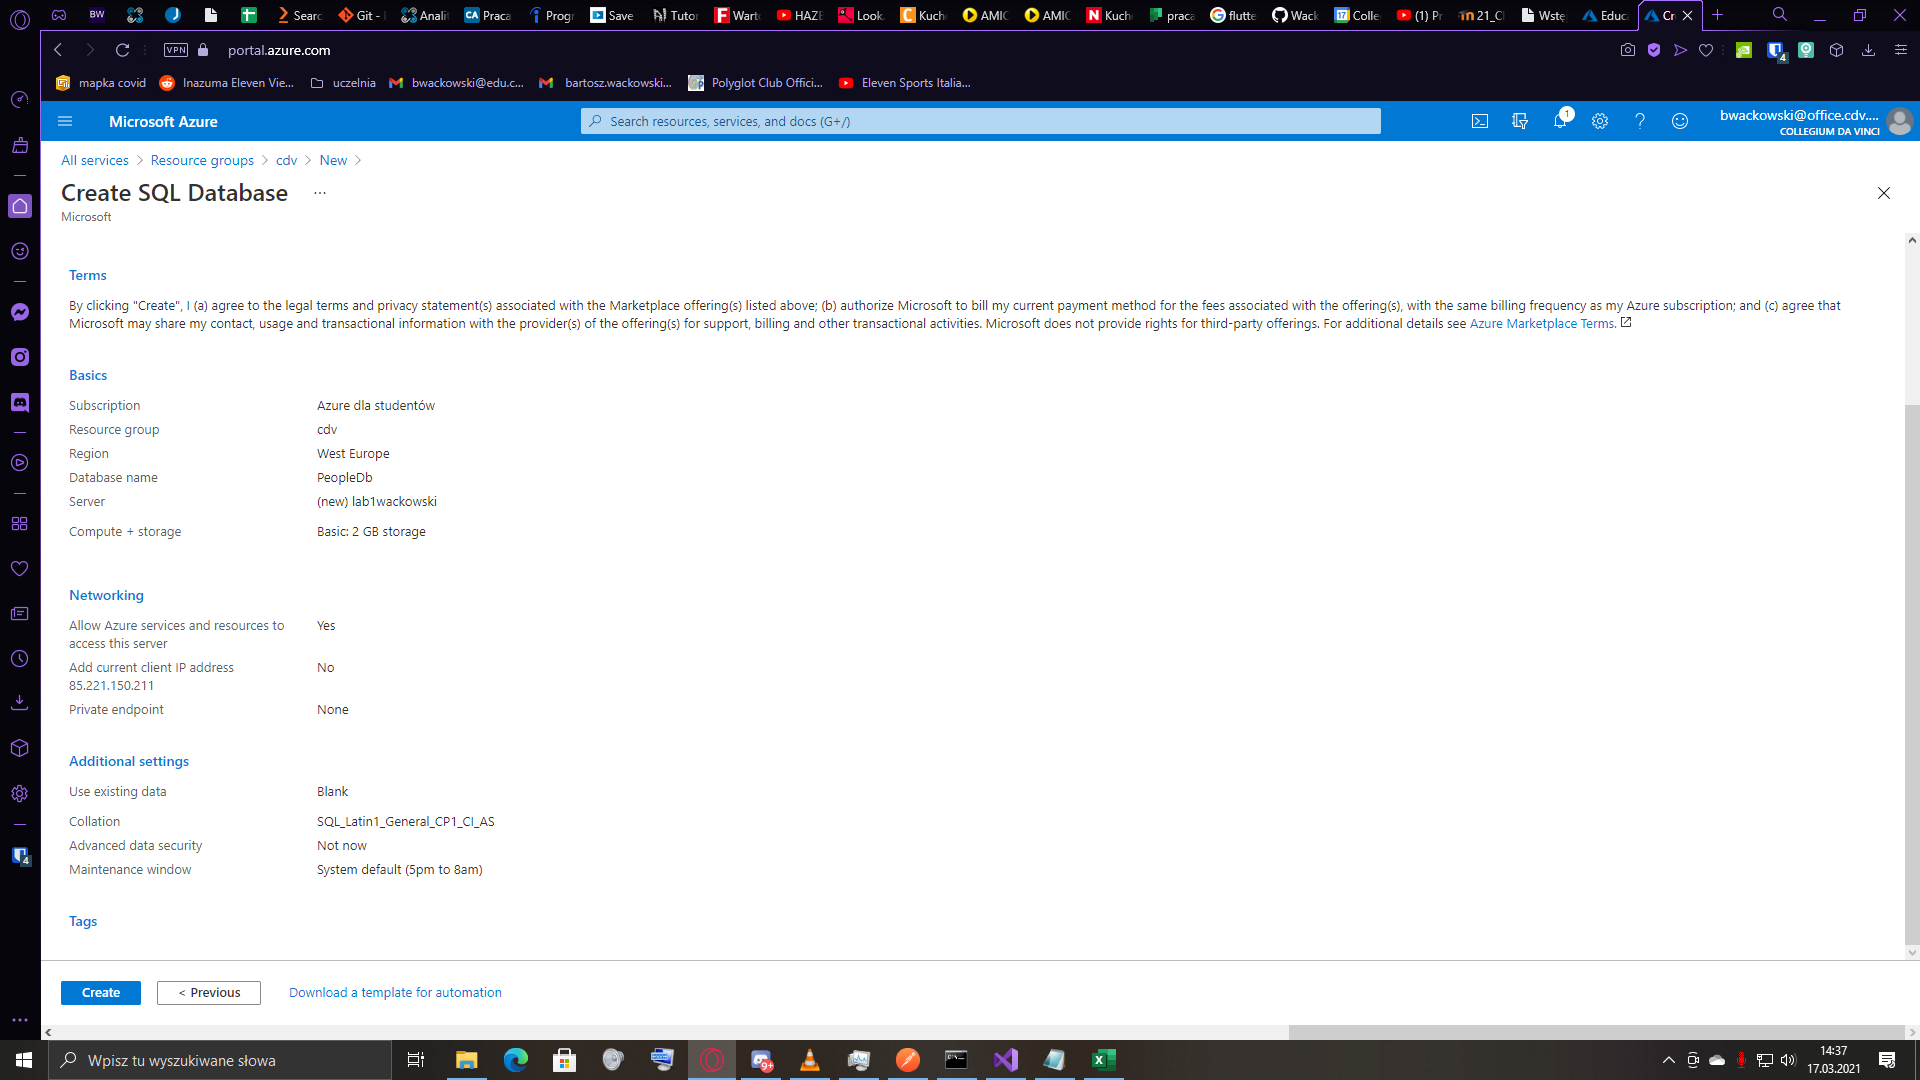 Searc
Git -
Anali
Praca
Progr
Save
Tutor
Wart
HAZE
Look
Kuch
AMIC
AMIC
Kuch
praca
flutte
Wack
Colle
(1) Pr
21_Cl
Wstę
Educ
Cr
VPN
portal.azure.com
4
mapka covid
Inazuma Eleven Vie...
uczelnia
bwackowski@edu.c...
bartosz.wackowski...
Polyglot Club Offici...
Eleven Sports Italia...
Microsoft Azure
Search resources, services, and docs (G+/)
1
bwackowski@office.cdv....
COLLEGIUM DA VINCI
All services > Resource groups > cdv > New >
Create SQL Database ...
Microsoft
Terms
By clicking "Create", I (a) agree to the legal terms and privacy statement(s) associated with the Marketplace offering(s) listed above; (b) authorize Microsoft to bill my current payment method for the fees associated with the offering(s), with the same billing frequency as my Azure subscription; and (c) agree that
Microsoft may share my contact, usage and transactional information with the provider(s) of the offering(s) for support, billing and other transactional activities. Microsoft does not provide rights for third-party offerings. For additional details see Azure Marketplace Terms.
Basics
Subscription Azure dla studentów
Resource group cdv
Region West Europe
Database name PeopleDb
Server (new) lab1wackowski
Compute + storage Basic: 2 GB storage
Networking
Allow Azure services and resources to Yes
access this server
Add current client IP address No
85.221.150.211
Private endpoint None
Additional settings
Use existing data Blank
Collation SQL_Latin1_General_CP1_CI_AS
Advanced data security Not now
Maintenance window System default (5pm to 8am)
Tags
4
Create < Previous Download a template for automation
Wpisz tu wyszukiwane słowa
9+
14:37
17.03.2021